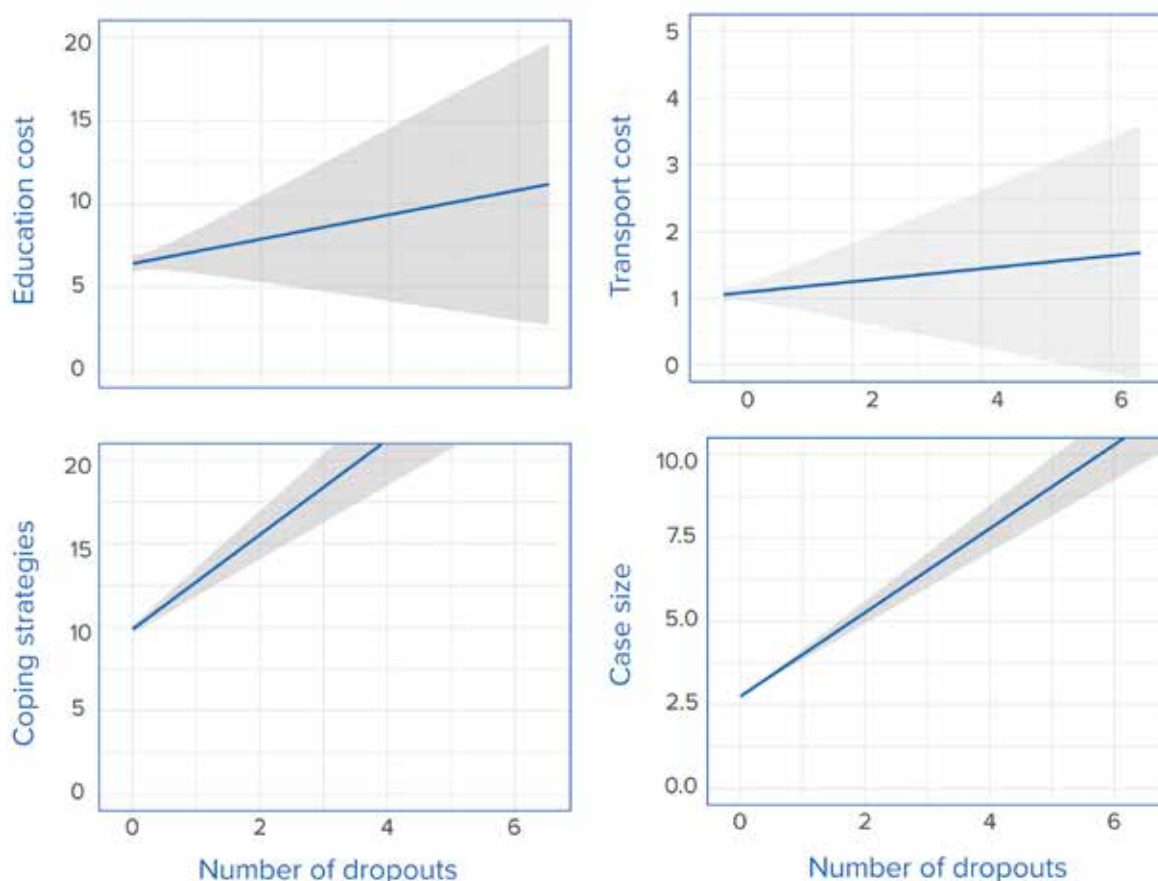 Education cost
20
15
10
5
0
Transport cost
5
4
3
2
1
0
0 2 4 6
Coping strategies
20
15
10
5
0
0 2 4 6
Number of dropouts
Case size
10.0
7.5
5.0
2.5
0.0
0 2 4 6
Number of dropouts